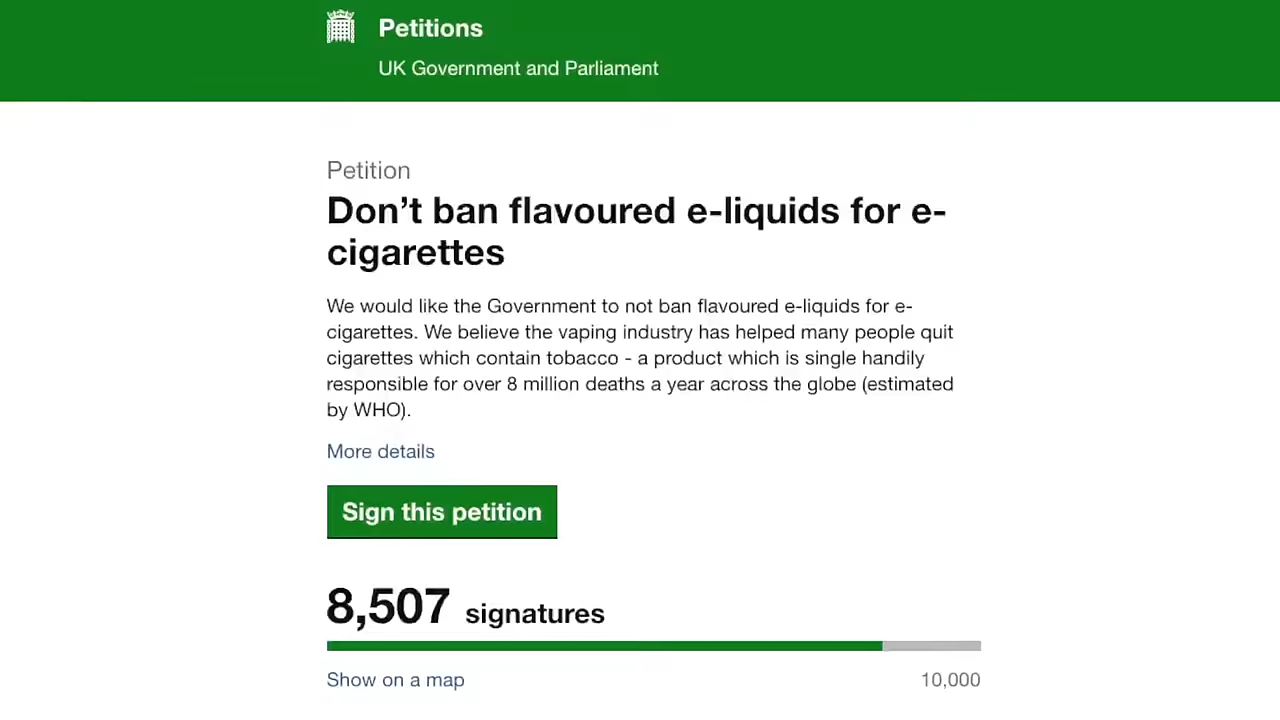 Petitions
UK Government and Parliament
Petition
Don’t ban flavoured e-liquids for e-
cigarettes
We would like the Government to not ban flavoured e-liquids for e-
cigarettes. We believe the vaping industry has helped many people quit
cigarettes which contain tobacco - a product which is single handily
responsible for over 8 million deaths a year across the globe (estimated
by WHO).
More details
Sign this petition
8,507 signatures
Show on a map 10,000